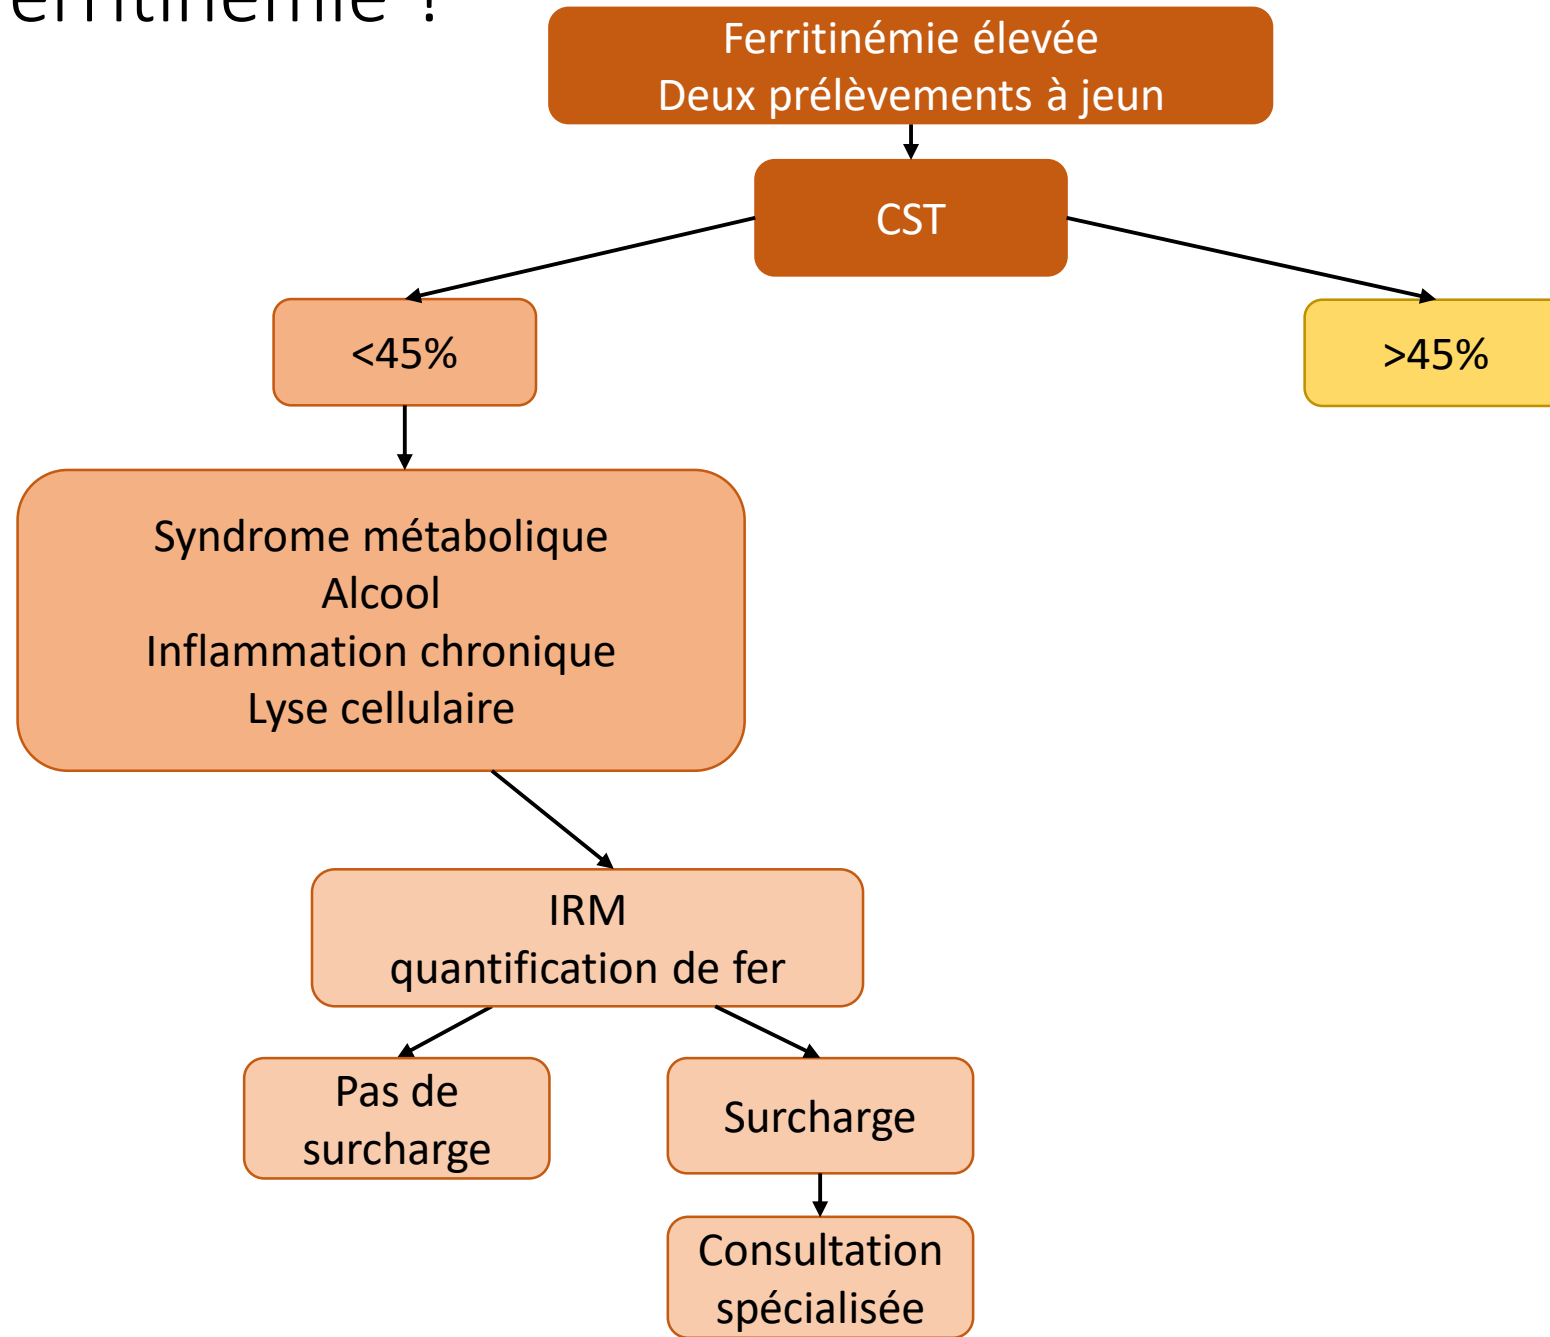 erritinémie ?
Ferritinémie élevée
Deux prélèvements à jeun
CST
<45%
>45%
Syndrome métabolique
Alcool
Inflammation chronique
Lyse cellulaire
IRM
quantification de fer
Pas de
surcharge
Surcharge
Consultation
spécialisée